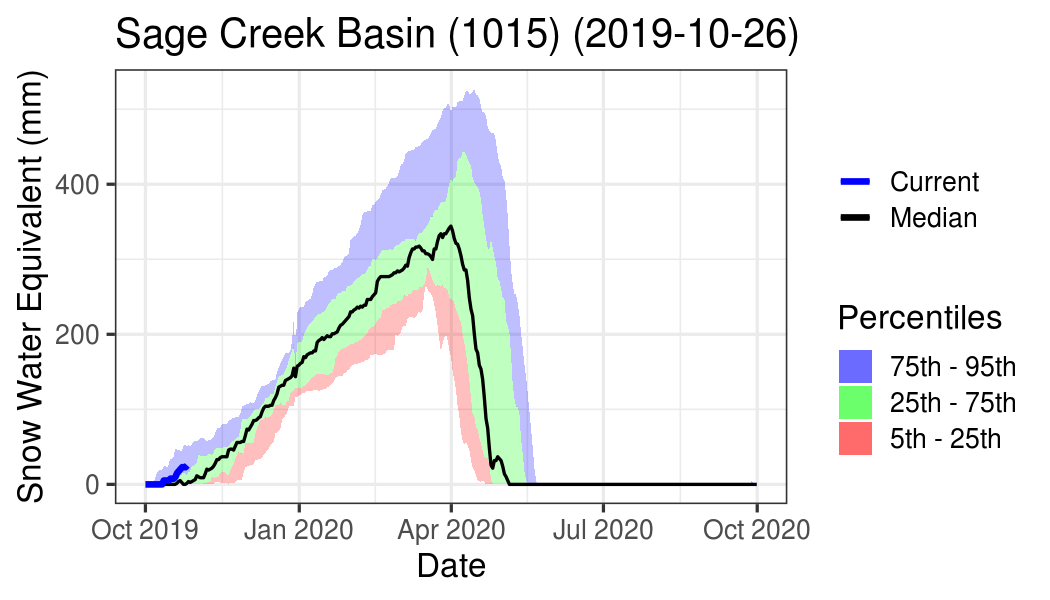 Sage Creek Basin (1015) (2019-10-26)
Snow Water Equivalent (mm)
400
200
0
Oct 2019 Jan 2020 Apr 2020 Jul 2020 Oct 2020
Date
Current
Median
Percentiles
75th - 95th
25th - 75th
5th - 25th